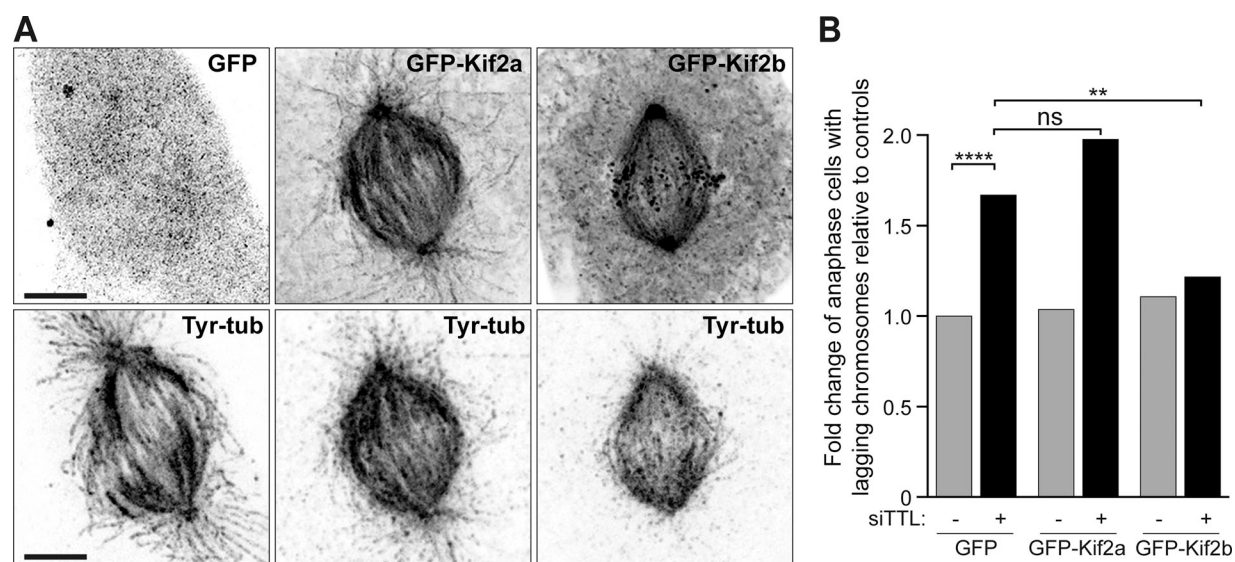 A
GFP
GFP-Kif2a
GFP-Kif2b
Tyr-tub
Tyr-tub
Tyr-tub
B
Fold change of anaphase cells with
lagging chromosomes relative to controls
2.0
1.5
1.0
0.5
0
****
ns
**
siTTL: - + - + - +
GFP GFP-Kif2a GFP-Kif2b